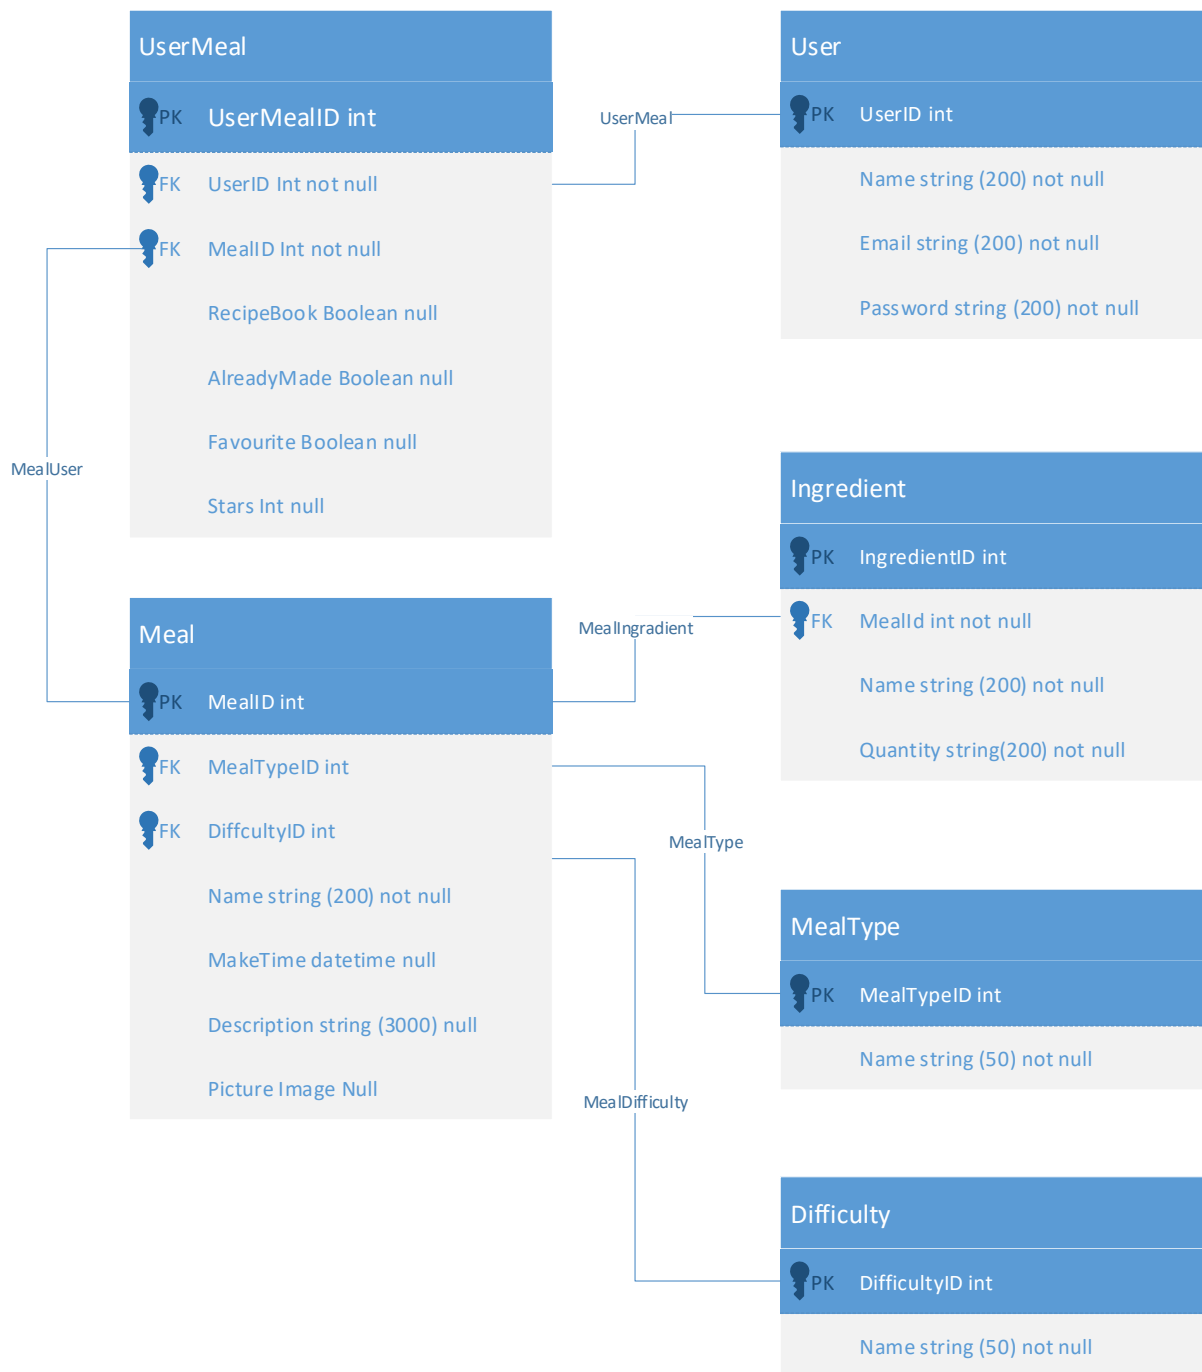 UserMeal
PK UserMealID int
FK UserID Int not null
FK MealID Int not null
RecipeBook Boolean null
AlreadyMade Boolean null
Favourite Boolean null
Stars Int null
UserMeal
User
PK UserID int
Name string (200) not null
Email string (200) not null
Password string (200) not null
MealUser
Meal
PK MealID int
FK MealTypeID int
FK DiffcultyID int
Name string (200) not null
MakeTime datetime null
Description string (3000) null
Picture Image Null
MealIngradient
Ingredient
PK IngredientID int
FK MealId int not null
Name string (200) not null
Quantity string(200) not null
MealType
MealType
PK MealTypeID int
Name string (50) not null
MealDifficulty
Difficulty
PK DifficultyID int
Name string (50) not null